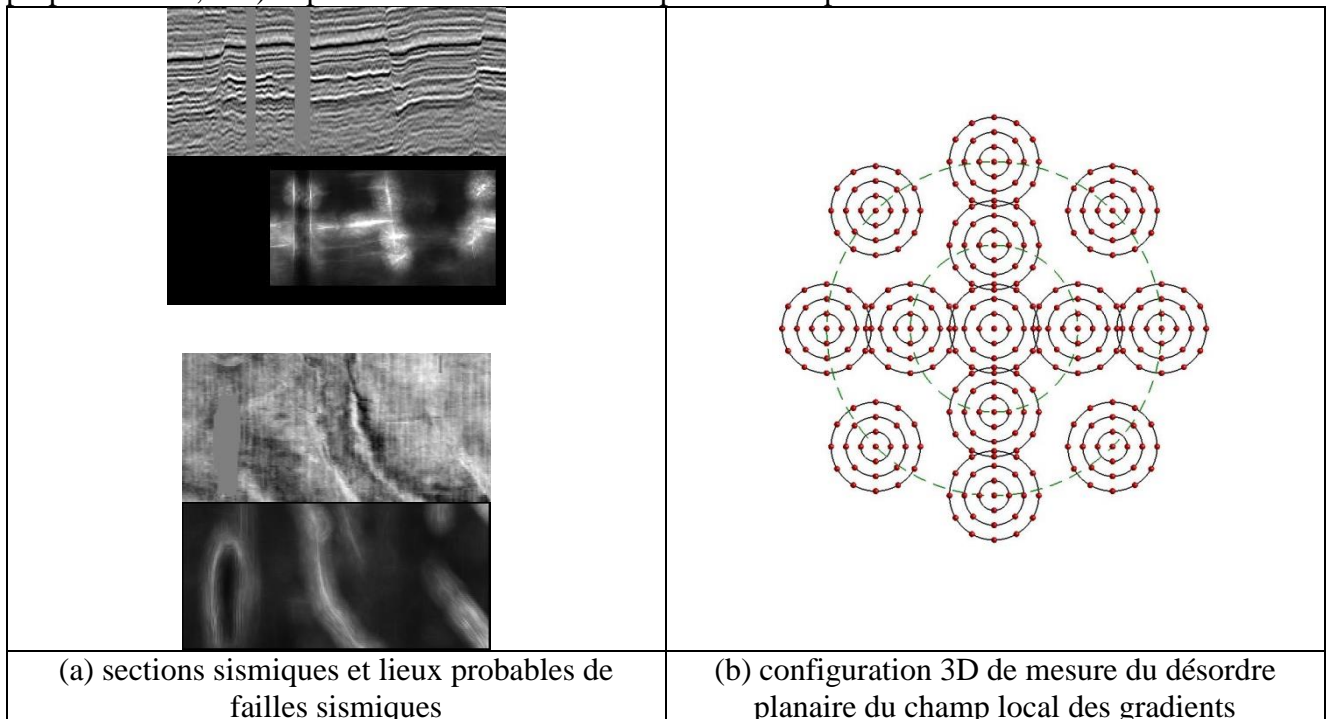 (a) sections sismiques et lieux probables de
failles sismiques
(b) configuration 3D de mesure du désordre
planaire du champ local des gradients